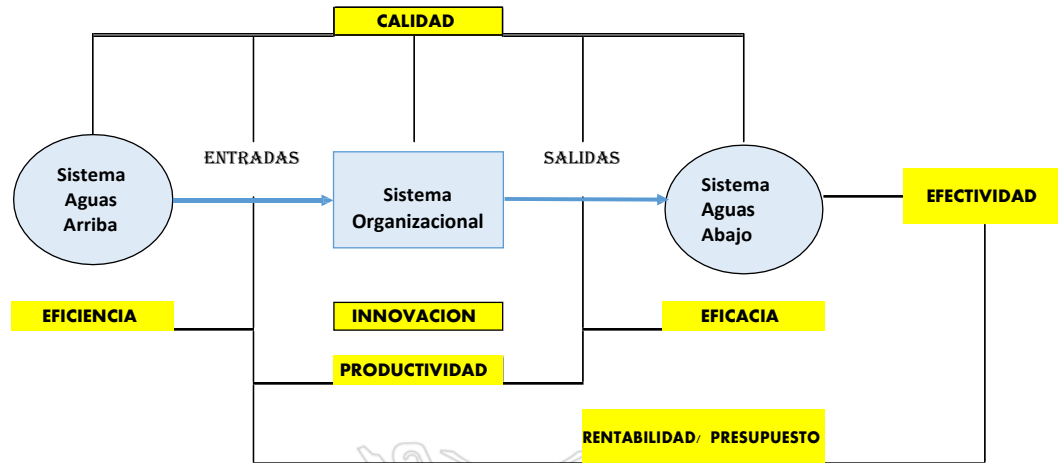 CALIDAD
ENTRADAS
SALIDAS
Sistema
Aguas
Arriba
Sistema
Organizacional
Sistema
Aguas
Abajo
EFECTIVIDAD
EFICIENCIA
INNOVACION
EFICACIA
PRODUCTIVIDAD
RENTABILIDAD/ PRESUPUESTO